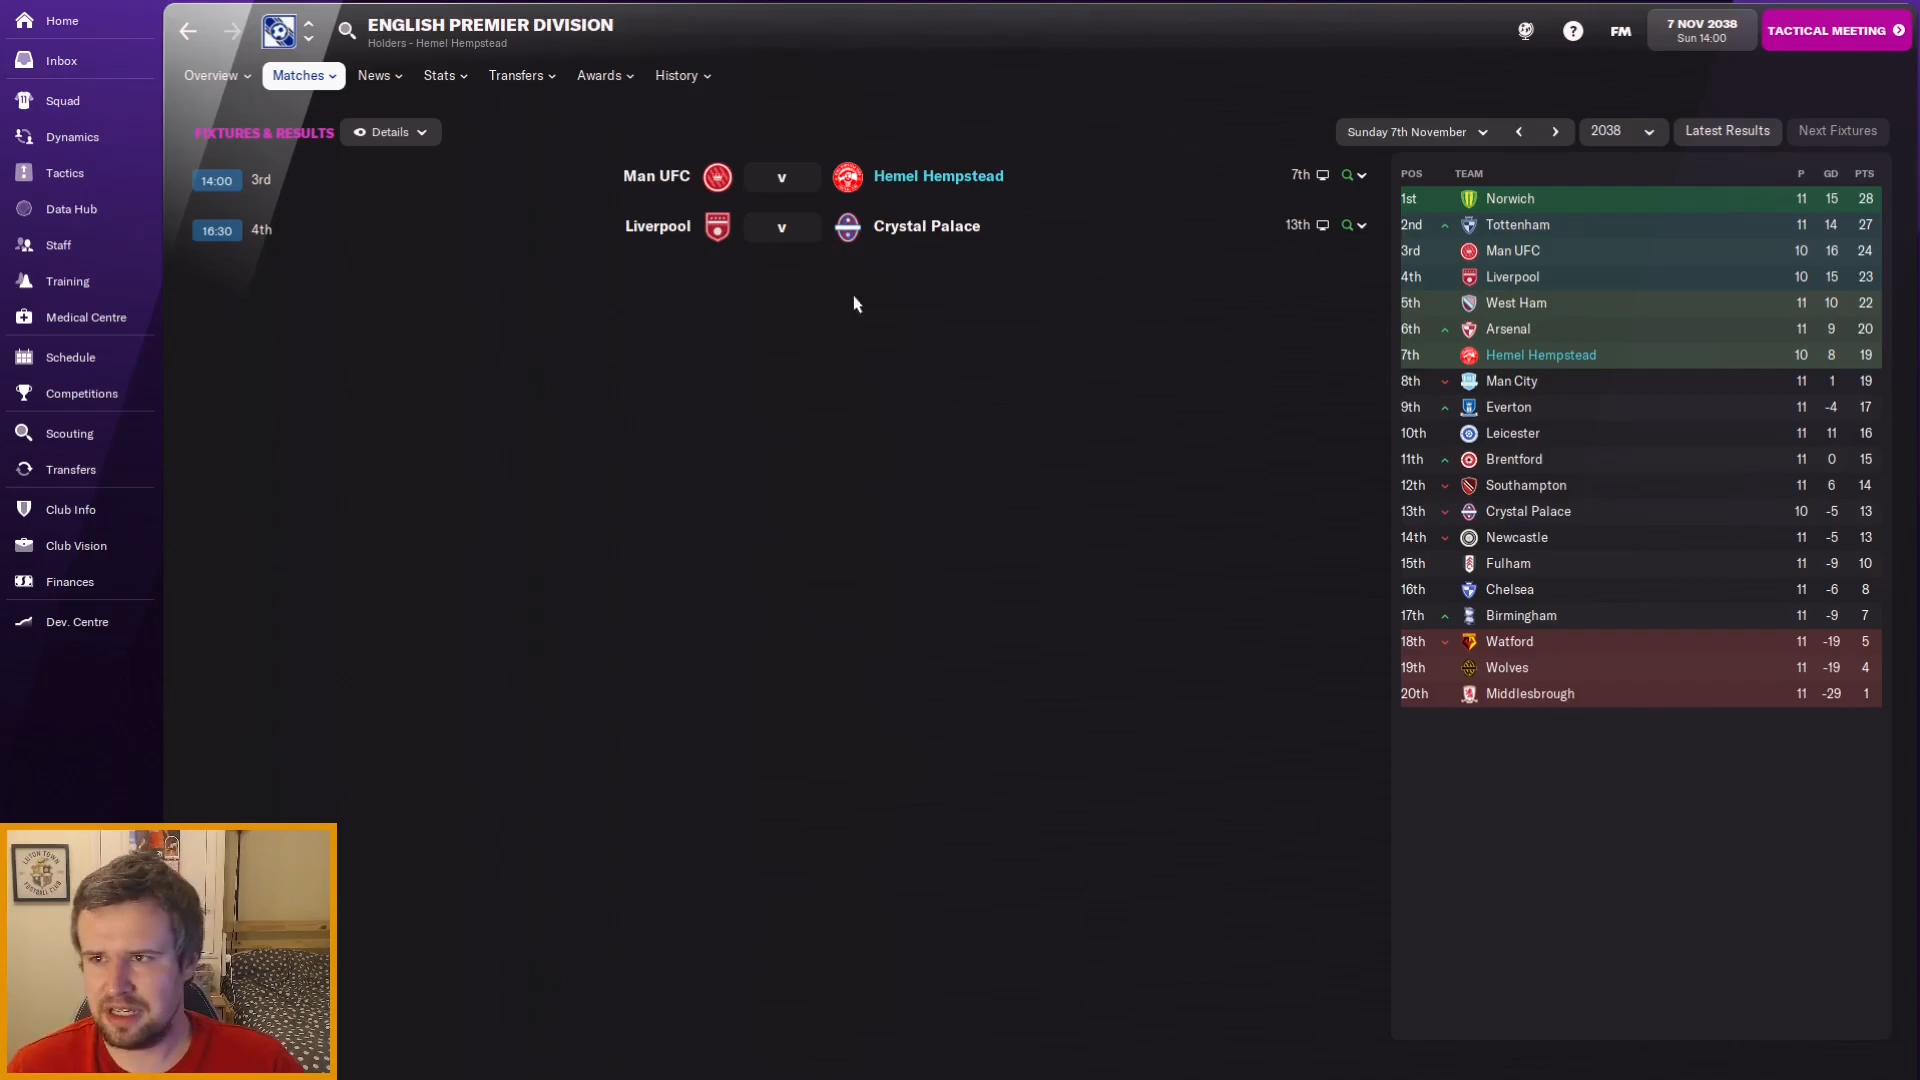 Home
Inbox
Squad
Dynamics
Tactics
Data Hub
Staff
Training
Medical Centre
Schedule
Competitions
Scouting
Transfers
Club Info
Club Vision
Finances
Dev. Centre
ENGLISH PREMIER DIVISION
Holders - Hemel Hempstead
FM
7 NOV 2038
Sun 14:00
TACTICAL MEETING
Overview Matches News Stats Transfers Awards History
FIXTURES & RESULTS Details
Sunday 7th November 2038 Latest Results Next Fixtures
14:00 3rd Man UFC v Hemel Hempstead 7th
16:30 4th Liverpool v Crystal Palace 13th
POS TEAM P GD PTS
1st Norwich 11 15 28
2nd Tottenham 11 14 27
3rd Man UFC 10 16 24
4th Liverpool 10 15 23
5th West Ham 11 10 22
6th Arsenal 11 9 20
7th Hemel Hempstead 10 8 19
8th Man City 11 1 19
9th Everton 11 -4 17
10th Leicester 11 11 16
11th Brentford 11 0 15
12th Southampton 11 6 14
13th Crystal Palace 10 -5 13
14th Newcastle 11 -5 13
15th Fulham 11 -9 10
16th Chelsea 11 -6 8
17th Birmingham 11 -9 7
18th Watford 11 -19 5
19th Wolves 11 -19 4
20th Middlesbrough 11 -29 1
LUTON TOWN
FOOTBALL CLUB